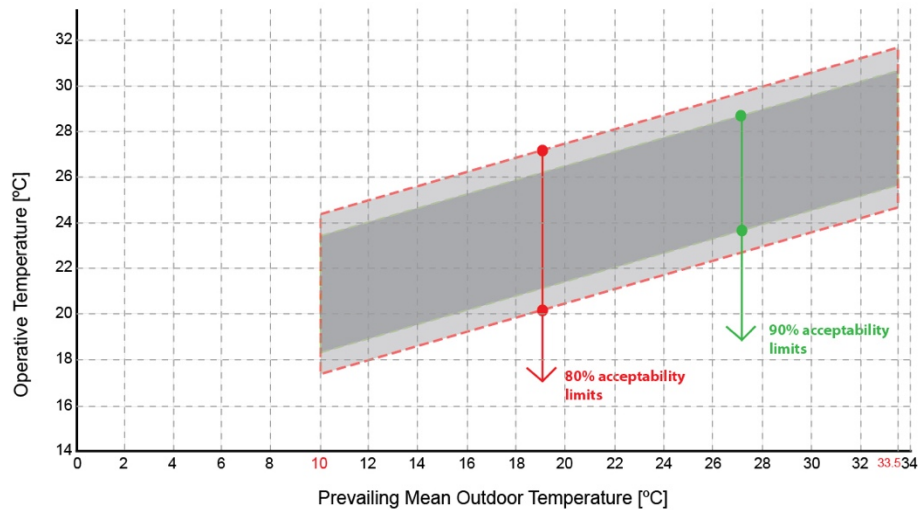 32
30
28
26
24
22
20
18
16
14
Operative Temperature [ºC]
90% acceptability
limits
80% acceptability
limits
0 2 4 6 8 10 12 14 16 18 20 22 24 26 28 30 32 33.5 34
Prevailing Mean Outdoor Temperature [ºC]